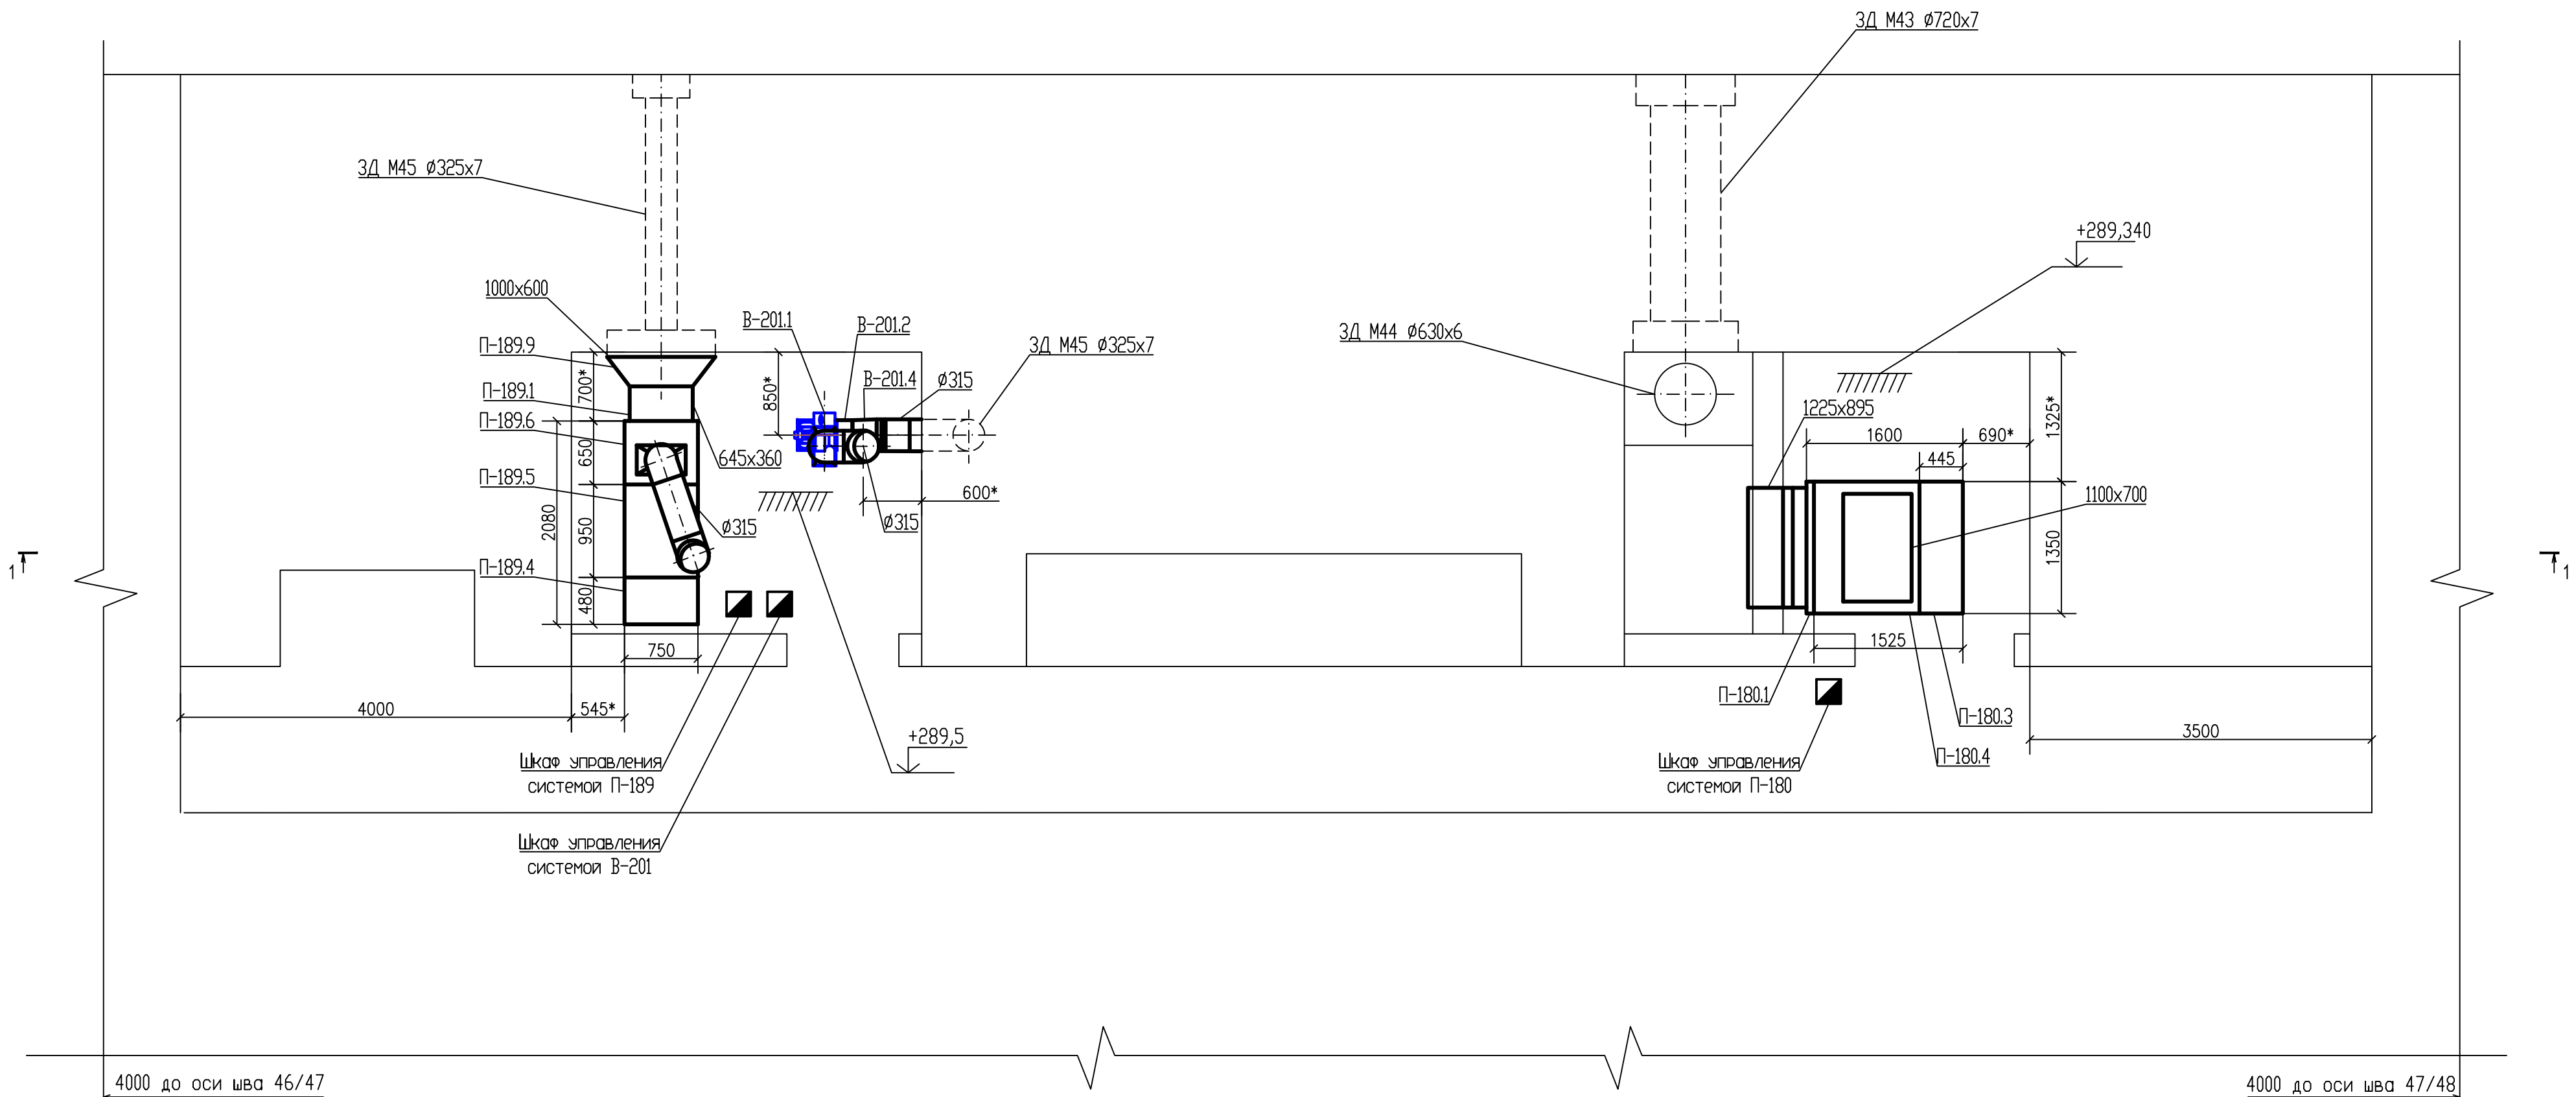 ЗД М43 Ø720x7
ЗД М45 Ø325x7
+289,340
1000x600
В-201.1
В-201.2
ЗД М44 Ø630x6
П-189.9
ЗД М45 Ø325x7
700*
850*
В-201.4
Ø315
П-189.1
1225x895
1325*
П-189.6
1600
690*
650
645x360
445
П-189.5
600*
1100x700
2080
950
Ø315
Ø315
1350
1
1
П-189.4
480
750
1525
4000
545*
П-180.1
П-180.3
+289,5
3500
П-180.4
Шкаф управления
системой П-189
Шкаф управления
системой П-180
Шкаф управления
системой В-201
4000 до оси шва 46/47
4000 до оси шва 47/48